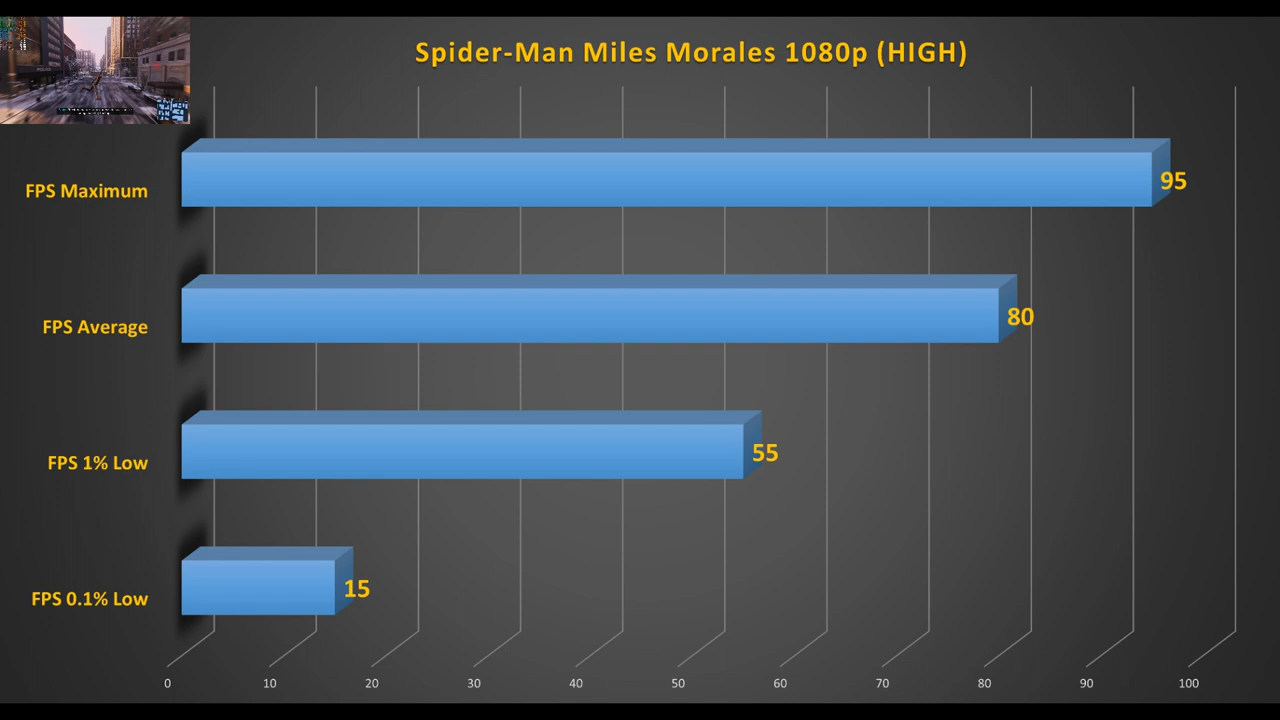 Spider-Man Miles Morales 1080p (HIGH)
FPS Maximum
95
FPS Average
80
FPS 1% Low
55
FPS 0.1% Low
15
0 10 20 30 40 50 60 70 80 90 100